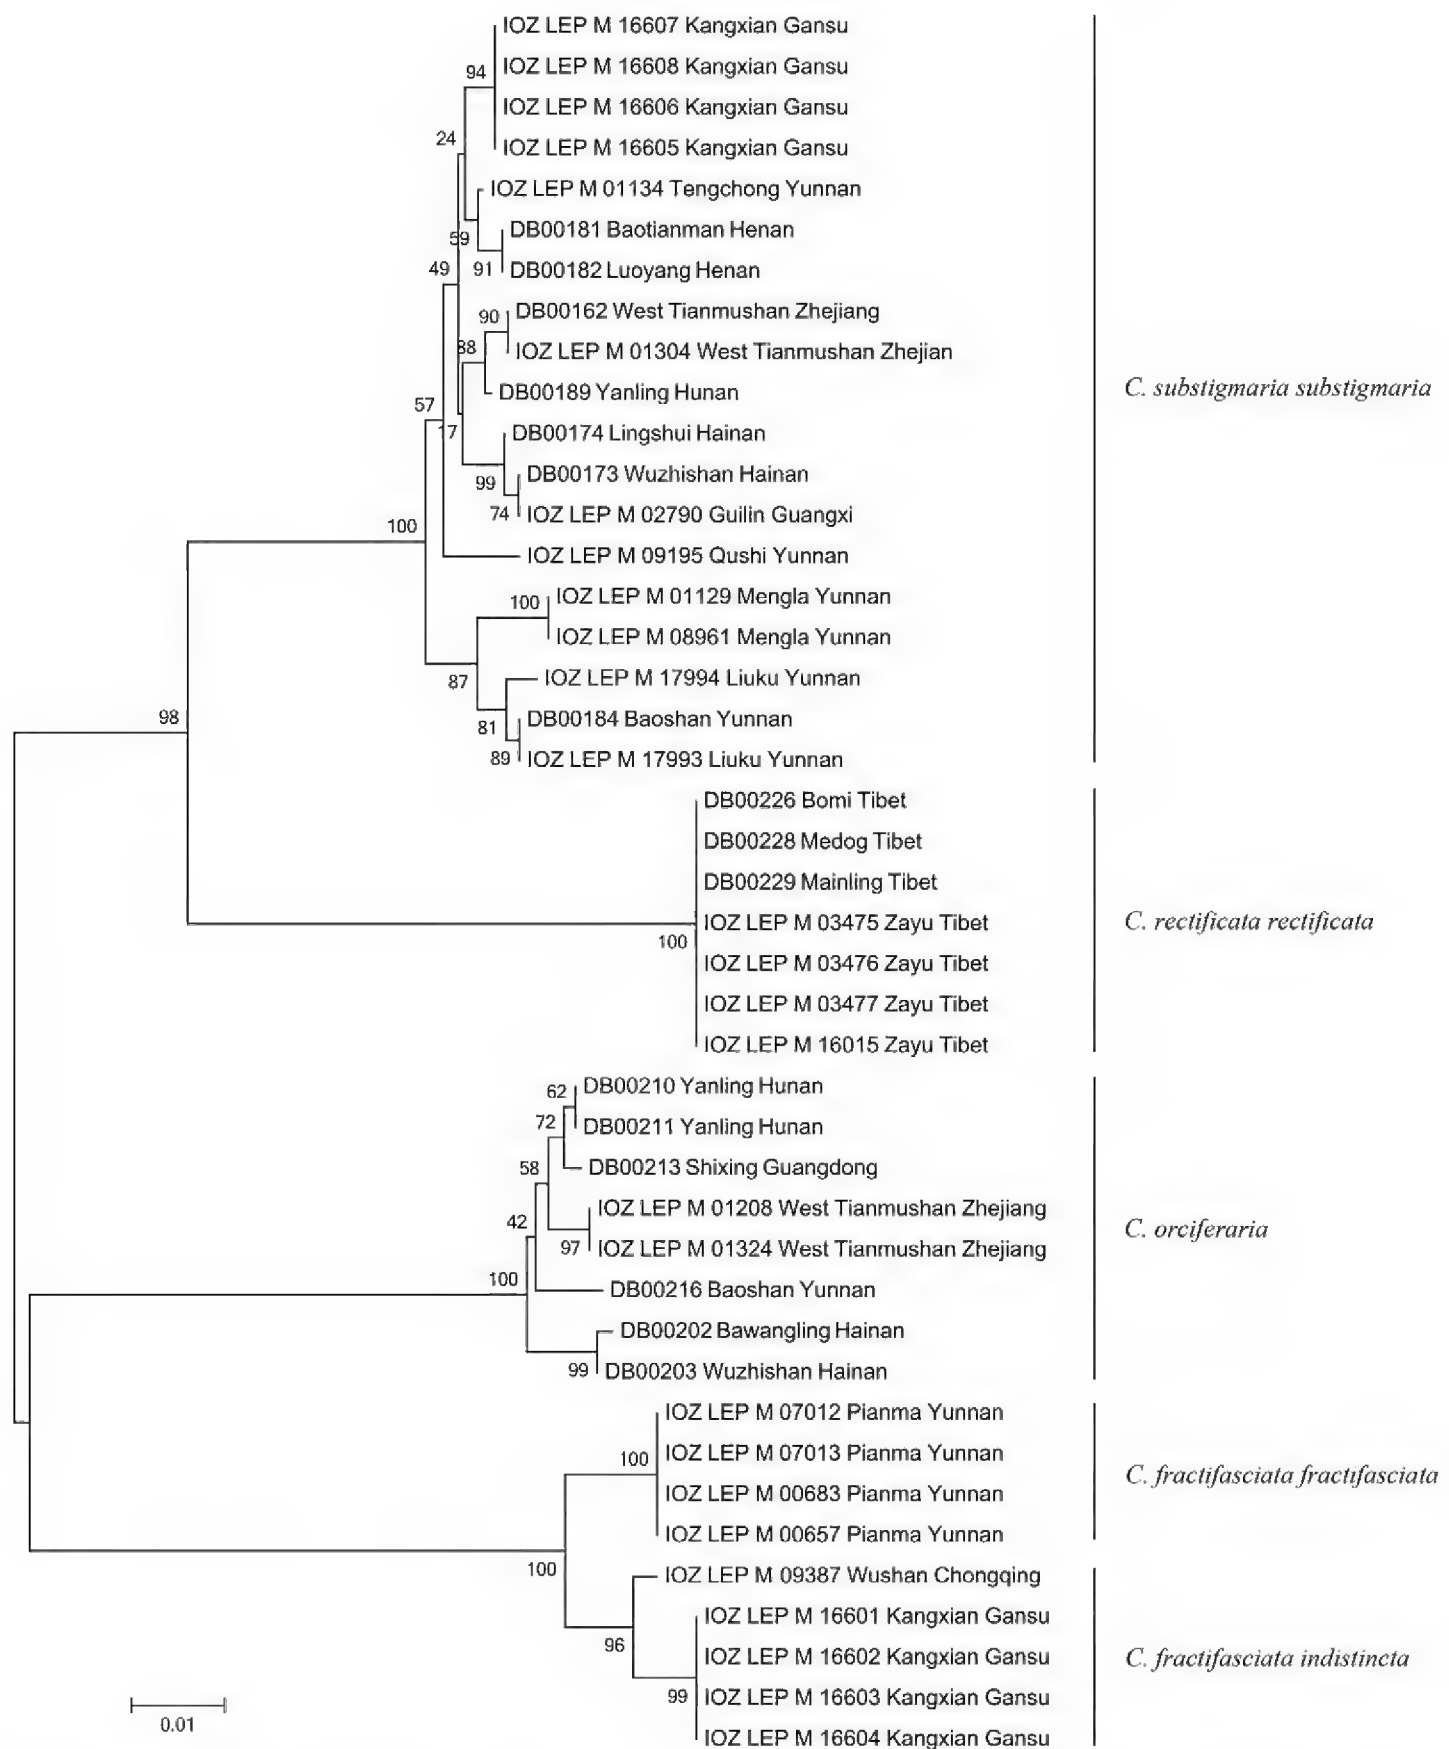 IOZ LEP M 16607 Kangxian Gansu
94
IOZ LEP M 16608 Kangxian Gansu
IOZ LEP M 16606 Kangxian Gansu
24
IOZ LEP M 16605 Kangxian Gansu
IOZ LEP M 01134 Tengchong Yunnan
59
DB00181 Baotianman Henan
49
91
DB00182 Luoyang Henan
90
DB00162 West Tianmushan Zhejiang
88
IOZ LEP M 01304 West Tianmushan Zhejian
C. substigmaria substigmaria
DB00189 Yanling Hunan
57
17
DB00174 Lingshui Hainan
99
DB00173 Wuzhishan Hainan
74
IOZ LEP M 02790 Guilin Guangxi
100
IOZ LEP M 09195 Qushi Yunnan
100
IOZ LEP M 01129 Mengla Yunnan
IOZ LEP M 08961 Mengla Yunnan
87
IOZ LEP M 17994 Liuku Yunnan
98
81
DB00184 Baoshan Yunnan
89
IOZ LEP M 17993 Liuku Yunnan
DB00226 Bomi Tibet
DB00228 Medog Tibet
DB00229 Mainling Tibet
IOZ LEP M 03475 Zayu Tibet
C. rectificata rectificata
100
IOZ LEP M 03476 Zayu Tibet
IOZ LEP M 03477 Zayu Tibet
IOZ LEP M 16015 Zayu Tibet
62
DB00210 Yanling Hunan
72
DB00211 Yanling Hunan
58
DB00213 Shixing Guangdong
42
IOZ LEP M 01208 West Tianmushan Zhejiang
C. orciferaria
97
IOZ LEP M 01324 West Tianmushan Zhejiang
100
DB00216 Baoshan Yunnan
DB00202 Bawangling Hainan
99
DB00203 Wuzhishan Hainan
IOZ LEP M 07012 Pianma Yunnan
100
IOZ LEP M 07013 Pianma Yunnan
C. fractifasciata fractifasciata
IOZ LEP M 00683 Pianma Yunnan
IOZ LEP M 00657 Pianma Yunnan
100
IOZ LEP M 09387 Wushan Chongqing
IOZ LEP M 16601 Kangxian Gansu
96
IOZ LEP M 16602 Kangxian Gansu
C. fractifasciata indistincta
99
IOZ LEP M 16603 Kangxian Gansu
IOZ LEP M 16604 Kangxian Gansu
0.01